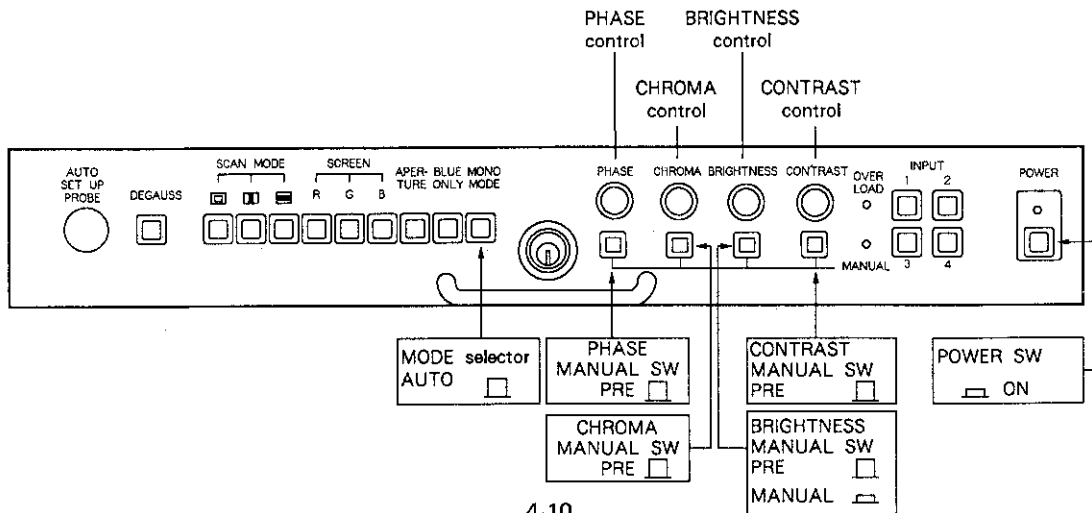 PHASE
control
BRIGHTNESS
control
CHROMA
control
CONTRAST
control
AUTO
SET UP
PROBE
DEGAUSS
SCAN MODE
SCREEN
R G B
APER-
TURE
BLUE
ONLY
MONO
MODE
PHASE
CHROMA
BRIGHTNESS
CONTRAST
OVER
LOAD
MANUAL
INPUT
1 2
3 4
POWER
MODE selector
AUTO
PHASE
MANUAL SW
PRE
CHROMA
MANUAL SW
PRE
CONTRAST
MANUAL SW
PRE
BRIGHTNESS
MANUAL SW
PRE
MANUAL
POWER SW
ON
4-10